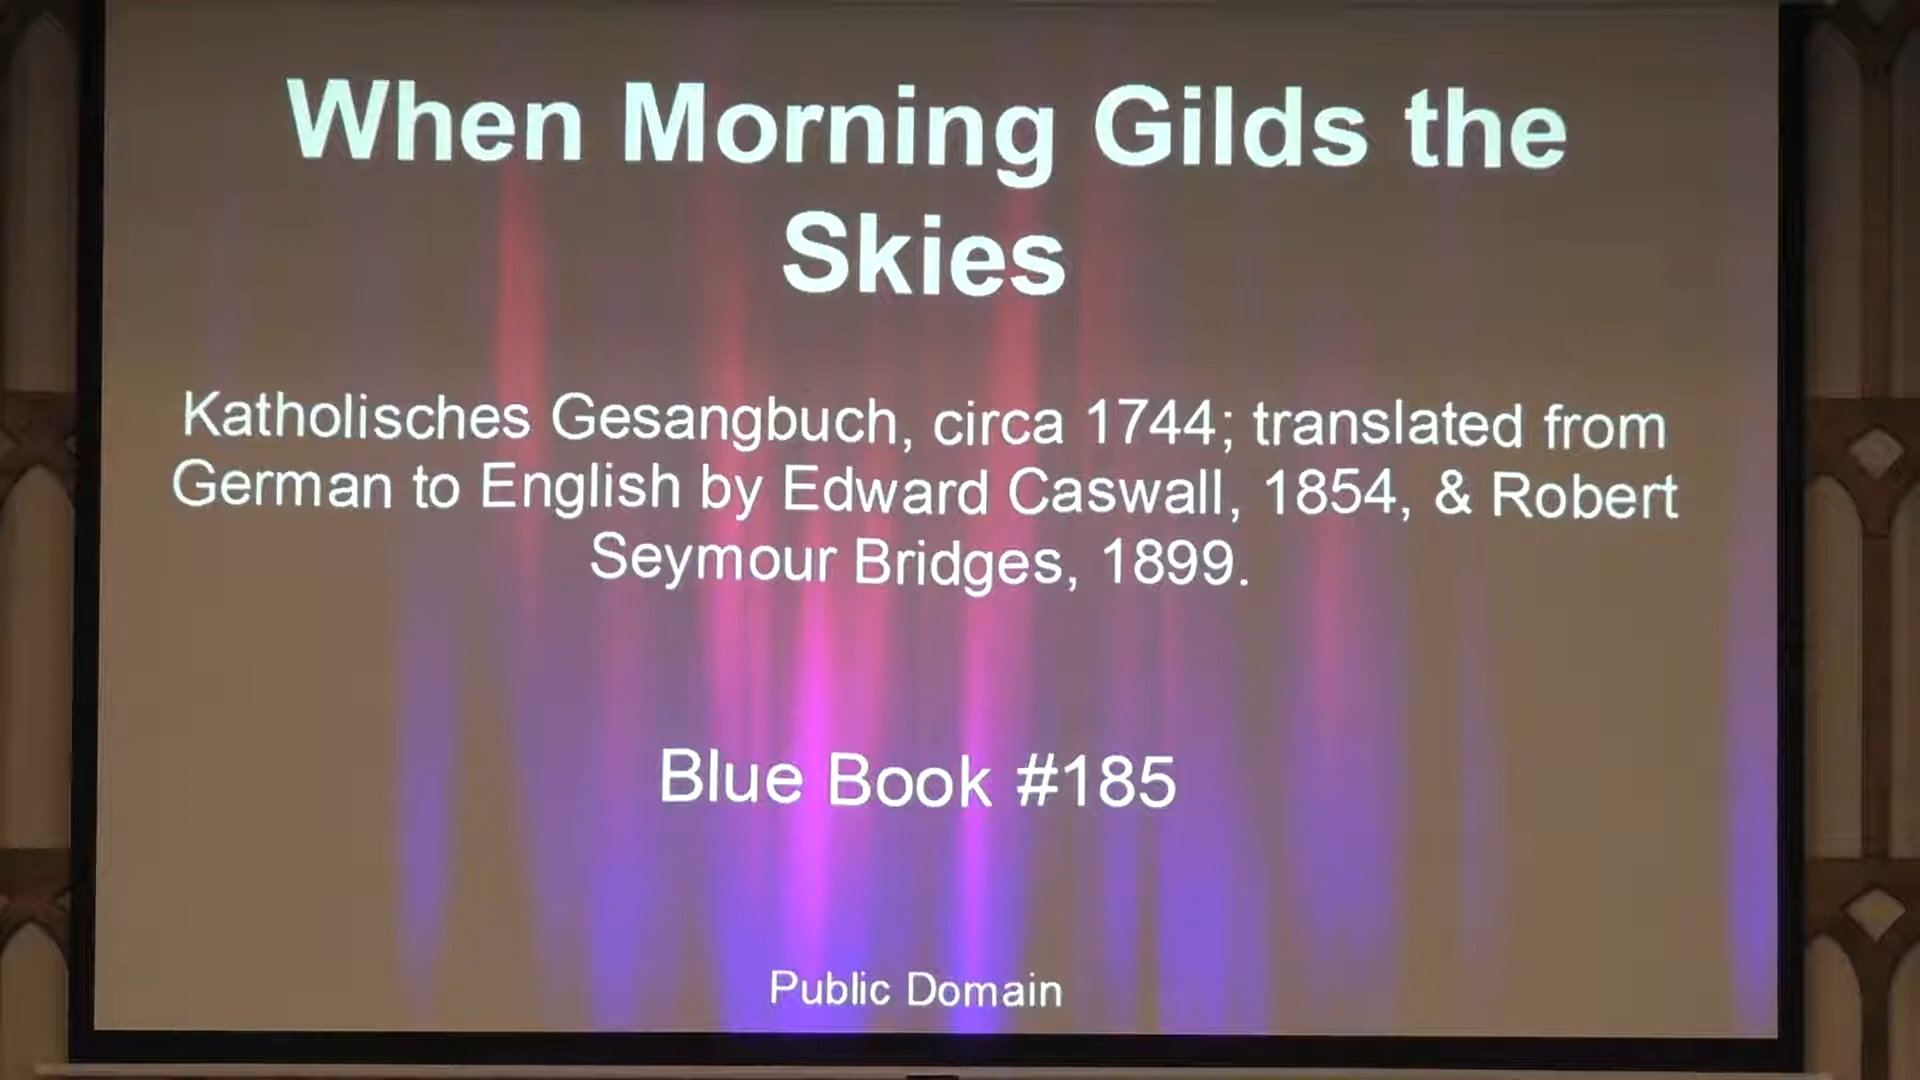 When Morning Gilds the
Skies
Katholisches Gesangbuch, circa 1744; translated from
German to English by Edward Caswall, 1854, & Robert
Seymour Bridges, 1899.
Blue Book #185
Public Domain